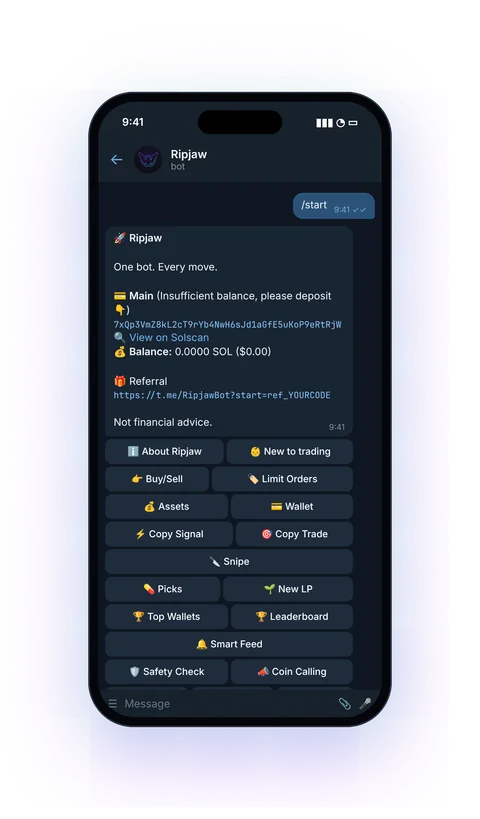 9:41
Ripjaw
bot
/start 9:41
🚀 Ripjaw
One bot. Every move.
💳 Main (Insufficient balance, please deposit
👇)
7xQp3VmZ8kL2cT9rYb4NwH6sJd1aGfE5uKoP9eRtRjW
🔍 View on Solscan
💰 Balance: 0.0000 SOL ($0.00)
🎁 Referral
https://t.me/RipjawBot?start=ref_YOURCODE
Not financial advice.
9:41
ℹ️ About Ripjaw
👶 New to trading
👉 Buy/Sell
🏷️ Limit Orders
💰 Assets
💳 Wallet
⚡ Copy Signal
🎯 Copy Trade
🔪 Snipe
💊 Picks
🌱 New LP
🏆 Top Wallets
🏆 Leaderboard
🔔 Smart Feed
🛡️ Safety Check
📣 Coin Calling
Message